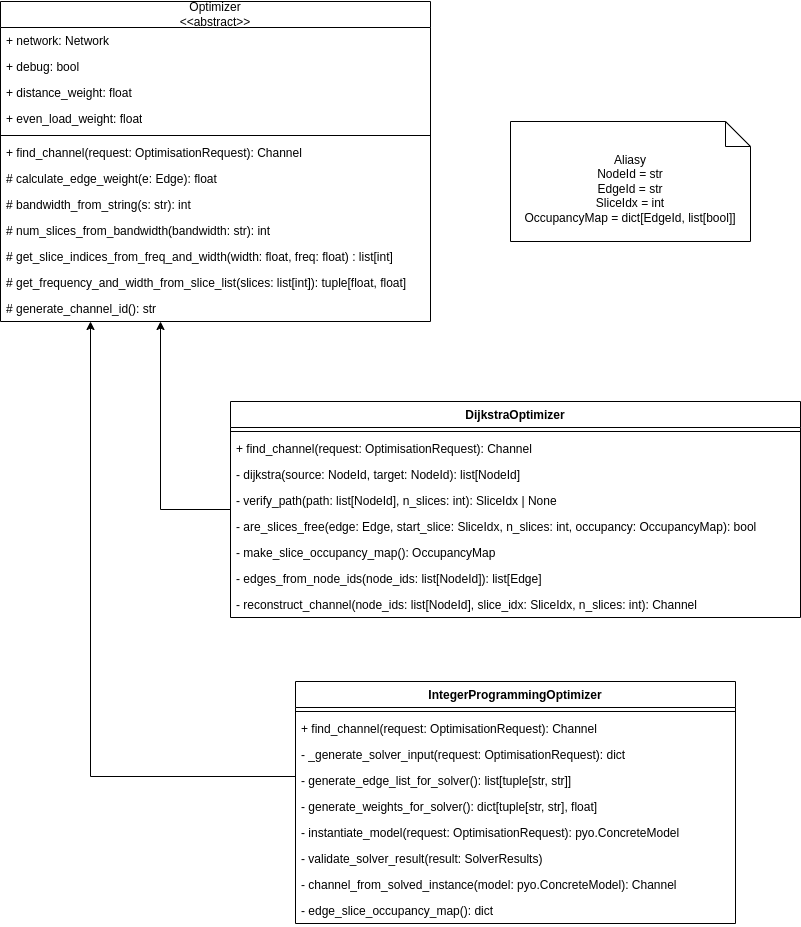 Optimizer
<<abstract>>
+ network: Network
+ debug: bool
+ distance_weight: float
+ even_load_weight: float
+ find_channel(request: OptimisationRequest): Channel
# calculate_edge_weight(e: Edge): float
# bandwidth_from_string(s: str): int
# num_slices_from_bandwidth(bandwidth: str): int
# get_slice_indices_from_freq_and_width(width: float, freq: float) : list[int]
# get_frequency_and_width_from_slice_list(slices: list[int]): tuple[float, float]
# generate_channel_id(): str
Aliasy
NodeId = str
EdgeId = str
SliceIdx = int
OccupancyMap = dict[EdgeId, list[bool]]
DijkstraOptimizer
+ find_channel(request: OptimisationRequest): Channel
- dijkstra(source: NodeId, target: NodeId): list[NodeId]
- verify_path(path: list[NodeId], n_slices: int): SliceIdx | None
- are_slices_free(edge: Edge, start_slice: SliceIdx, n_slices: int, occupancy: OccupancyMap): bool
- make_slice_occupancy_map(): OccupancyMap
- edges_from_node_ids(node_ids: list[NodeId]): list[Edge]
- reconstruct_channel(node_ids: list[NodeId], slice_idx: SliceIdx, n_slices: int): Channel
IntegerProgrammingOptimizer
+ find_channel(request: OptimisationRequest): Channel
- _generate_solver_input(request: OptimisationRequest): dict
- generate_edge_list_for_solver(): list[tuple[str, str]]
- generate_weights_for_solver(): dict[tuple[str, str], float]
- instantiate_model(request: OptimisationRequest): pyo.ConcreteModel
- validate_solver_result(result: SolverResults)
- channel_from_solved_instance(model: pyo.ConcreteModel): Channel
- edge_slice_occupancy_map(): dict